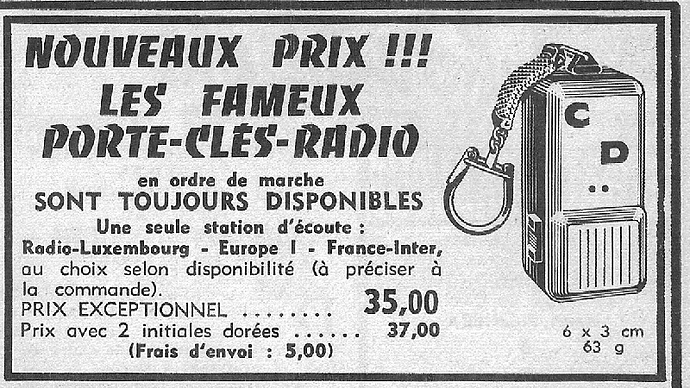 NOUVEAUX PRIX !!!
LES FAMEUX
PORTE-CLÉS-RADIO
en ordre de marche
SONT TOUJOURS DISPONIBLES
Une seule station d'écoute :
Radio-Luxembourg - Europe I - France-Inter,
au choix selon disponibilité (à préciser à
la commande).
PRIX EXCEPTIONNEL ........ 35,00
Prix avec 2 initiales dorées ...... 37,00
(Frais d'envoi : 5,00)
C
D
6 x 3 cm
63 g